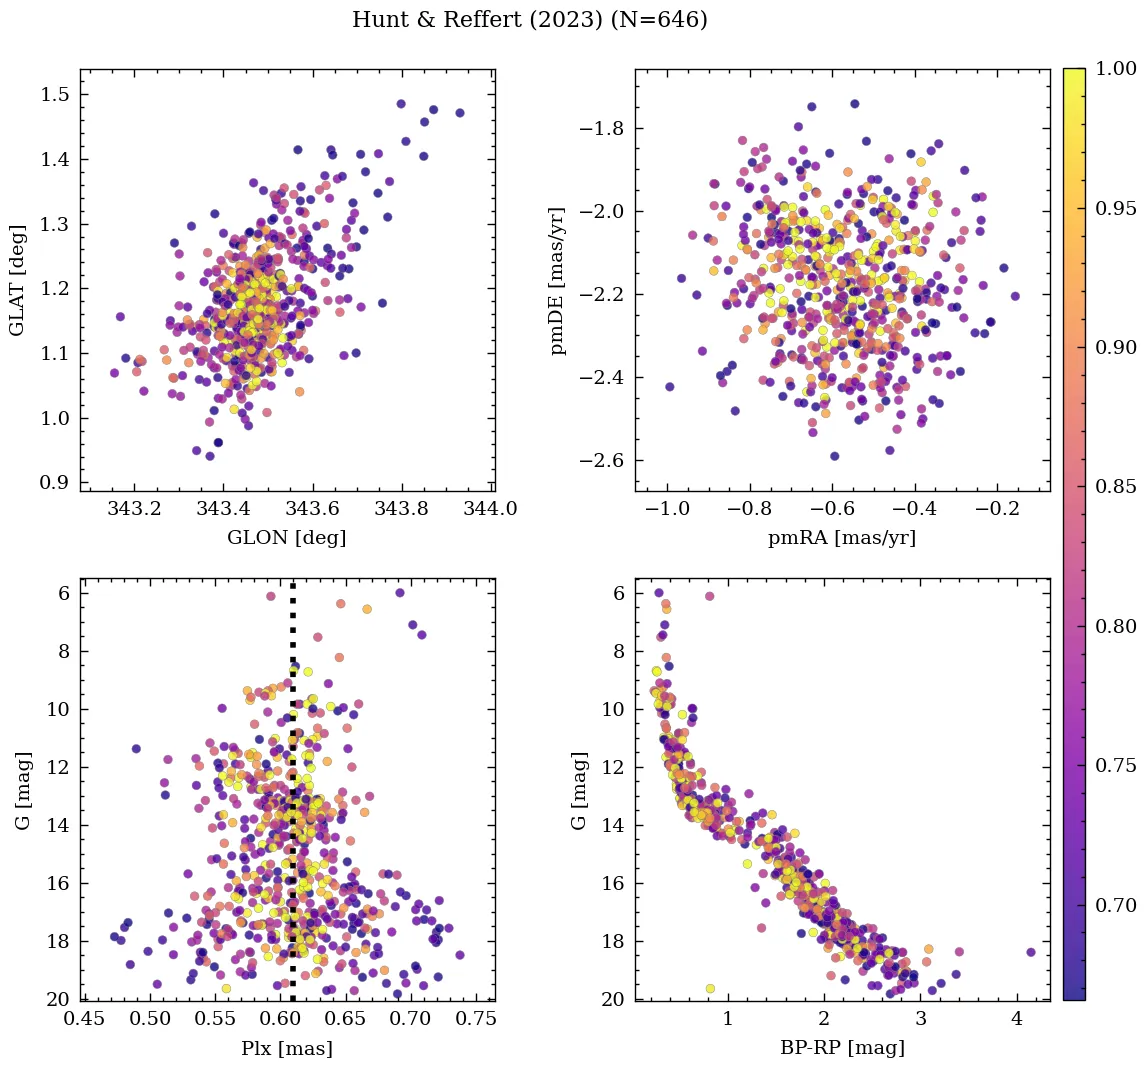 Hunt & Reffert (2023) (N=646)
1.5
1.4
1.3
1.2
1.1
1.0
0.9
GLAT [deg]
343.2 343.4 343.6 343.8 344.0
GLON [deg]
−1.8
−2.0
−2.2
−2.4
−2.6
pmDE [mas/yr]
−1.0 −0.8 −0.6 −0.4 −0.2
pmRA [mas/yr]
1.00
0.95
0.90
0.85
0.80
0.75
0.70
6
8
10
12
14
16
18
20
G [mag]
0.45 0.50 0.55 0.60 0.65 0.70 0.75
Plx [mas]
6
8
10
12
14
16
18
20
G [mag]
1 2 3 4
BP-RP [mag]